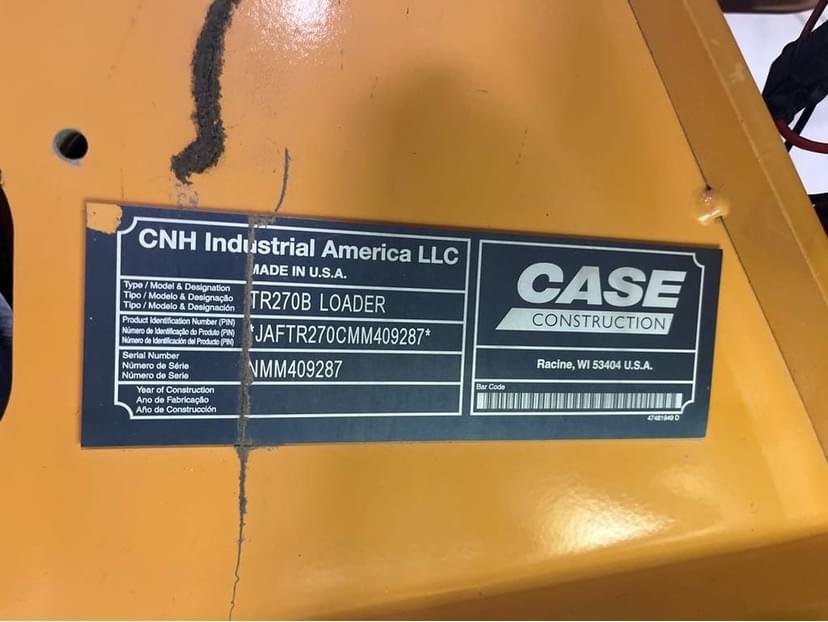 CNH Industrial America LLC
MADE IN U.S.A.
Type / Model & Designation
Tipo / Modelo & Designação
Tipo / Modelo & Designación
TR270B LOADER
Product Identification Number (PIN)
Número de Identificação do Produto (PIN)
Número de Identificación del Producto (PIN)
*JAFTR270CMM409287*
Serial Number
Número de Série
Número de Serie
NMM409287
Year of Construction
Ano de Fabricação
Año de Construcción
CASE
CONSTRUCTION
Racine, WI 53404 U.S.A.
Bar Code
47481949 D